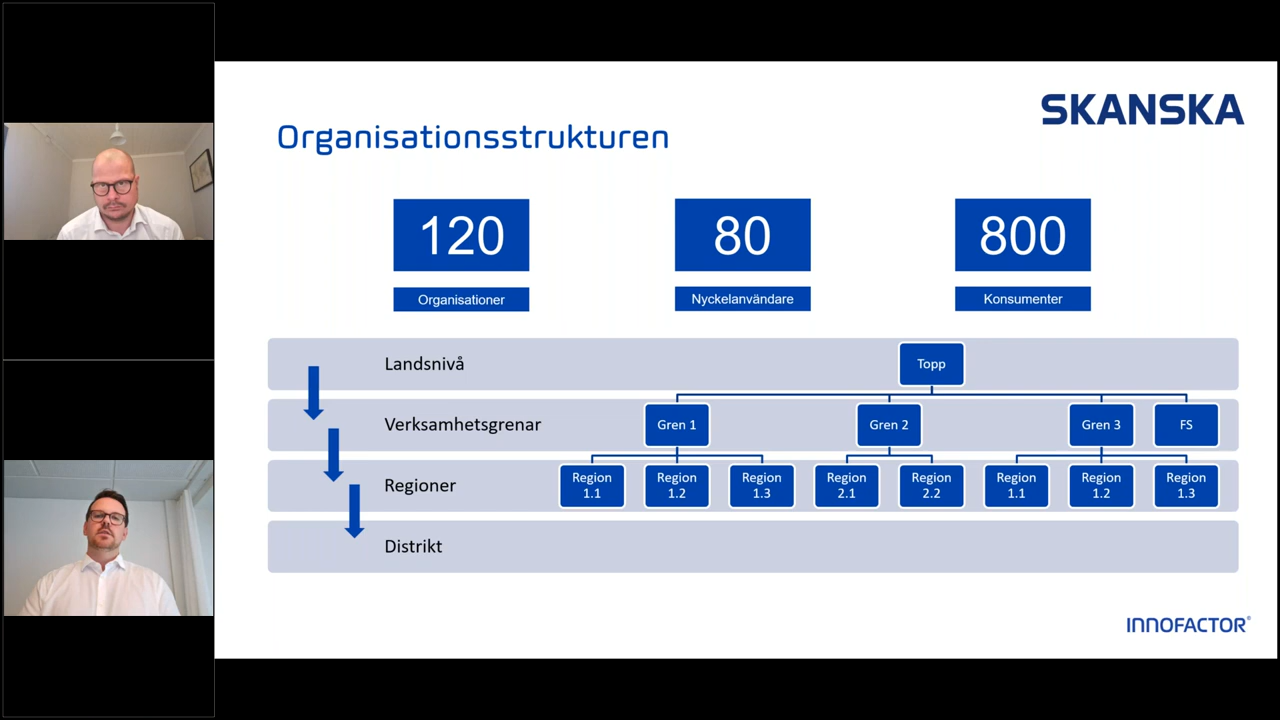 SKANSKA
Organisationsstrukturen
120
80
800
Organisationer
Nyckelanvändare
Konsumenter
Landsnivå
Topp
Verksamhetsgrenar
Gren 1
Gren 2
Gren 3
FS
Regioner
Region
1.1
Region
1.2
Region
1.3
Region
2.1
Region
2.2
Region
1.1
Region
1.2
Region
1.3
Distrikt
INNOFACTOR®